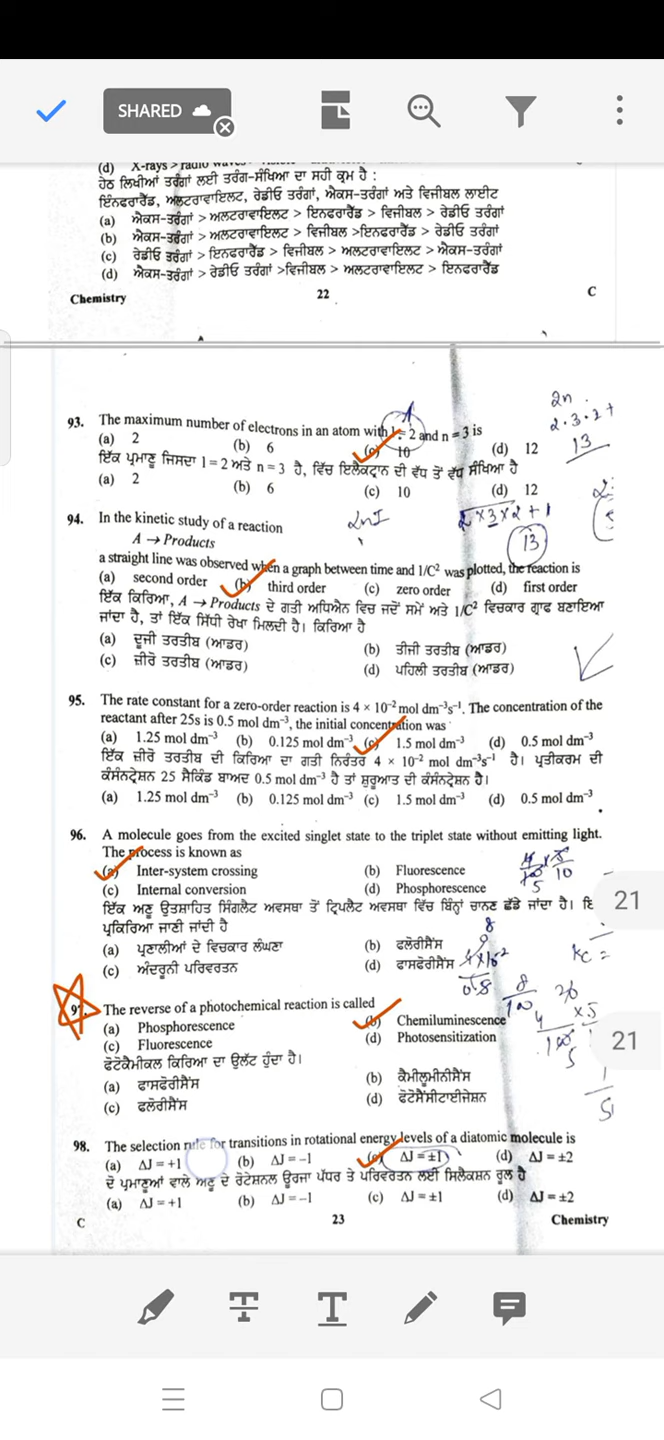 SHARED
(d) X-rays > radio
ਹੇਠ ਲਿਖੀਆਂ ਤਰੰਗਾਂ ਲਈ ਤਰੰਗ-ਸੰਖਿਆ ਦਾ ਸਹੀ ਕ੍ਰਮ ਹੈ :
ਇੰਨਫਰਾਰੈੱਡ, ਅਲਟਰਾਵਾਇਲਟ, ਰੇਡੀਓ ਤਰੰਗਾਂ, ਐਕਸ-ਤਰੰਗਾਂ ਅਤੇ ਵਿਜੀਬਲ ਲਾਈਟ
(a) ਐਕਸ-ਤਰੰਗਾਂ > ਅਲਟਰਾਵਾਇਲਟ > ਇਨਫਰਾਰੈੱਡ > ਵਿਜੀਬਲ > ਰੇਡੀਓ ਤਰੰਗਾਂ
(b) ਐਕਸ-ਤਰੰਗਾਂ > ਅਲਟਰਾਵਾਇਲਟ > ਵਿਜੀਬਲ >ਇਨਫਰਾਰੈੱਡ > ਰੇਡੀਓ ਤਰੰਗਾਂ
(c) ਰੇਡੀਓ ਤਰੰਗਾਂ > ਇਨਫਰਾਰੈੱਡ > ਵਿਜੀਬਲ > ਅਲਟਰਾਵਾਇਲਟ > ਐਕਸ-ਤਰੰਗਾਂ
(d) ਐਕਸ-ਤਰੰਗਾਂ > ਰੇਡੀਓ ਤਰੰਗਾਂ >ਵਿਜੀਬਲ > ਅਲਟਰਾਵਾਇਲਟ > ਇਨਫਰਾਰੈੱਡ
Chemistry 22 C
93. The maximum number of electrons in an atom with l = 2 and n = 3 is
(a) 2 (b) 6 (c) 10 (d) 12
ਇੱਕ ਪ੍ਰਮਾਣੂ ਜਿਸਦਾ l = 2 ਅਤੇ n = 3 ਹੈ, ਵਿੱਚ ਇਲੈਕਟ੍ਰਾਨ ਦੀ ਵੱਧ ਤੋਂ ਵੱਧ ਸੰਖਿਆ ਹੈ
(a) 2 (b) 6 (c) 10 (d) 12
2n
2·3·2+
13
94. In the kinetic study of a reaction
2×3×2+1
13
A → Products
a straight line was observed when a graph between time and 1/C² was plotted, the reaction is
(a) second order (b) third order (c) zero order (d) first order
ਇੱਕ ਕਿਰਿਆ, A → Products ਦੇ ਗਤੀ ਅਧਿਐਨ ਵਿਚ ਜਦੋਂ ਸਮੇਂ ਅਤੇ 1/C² ਵਿਚਕਾਰ ਗ੍ਰਾਫ ਬਣਾਇਆ
ਜਾਂਦਾ ਹੈ, ਤਾਂ ਇੱਕ ਸਿੱਧੀ ਰੇਖਾ ਮਿਲਦੀ ਹੈ। ਕਿਰਿਆ ਹੈ
(a) ਦੂਜੀ ਤਰਤੀਬ (ਆਡਰ) (b) ਤੀਜੀ ਤਰਤੀਬ (ਆਡਰ)
(c) ਜ਼ੀਰੋ ਤਰਤੀਬ (ਆਡਰ) (d) ਪਹਿਲੀ ਤਰਤੀਬ (ਆਡਰ)
95. The rate constant for a zero-order reaction is 4 × 10⁻² mol dm⁻³s⁻¹. The concentration of the
reactant after 25s is 0.5 mol dm⁻³, the initial concentration was
(a) 1.25 mol dm⁻³ (b) 0.125 mol dm⁻³ (c) 1.5 mol dm⁻³ (d) 0.5 mol dm⁻³
ਇੱਕ ਜ਼ੀਰੋ ਤਰਤੀਬ ਦੀ ਕਿਰਿਆ ਦਾ ਗਤੀ ਨਿਰੰਤਰ 4 × 10⁻² mol dm⁻³s⁻¹ ਹੈ। ਪ੍ਰਤੀਕਰਮ ਦੀ
ਕੰਸੰਨਟ੍ਰੇਸ਼ਨ 25 ਸੈਕਿੰਡ ਬਾਅਦ 0.5 mol dm⁻³ ਹੈ ਤਾਂ ਸ਼ੁਰੂਆਤ ਦੀ ਕੰਸੰਨਟ੍ਰੇਸ਼ਨ ਹੈ।
(a) 1.25 mol dm⁻³ (b) 0.125 mol dm⁻³ (c) 1.5 mol dm⁻³ (d) 0.5 mol dm⁻³
96. A molecule goes from the excited singlet state to the triplet state without emitting light.
The process is known as
(a) Inter-system crossing (b) Fluorescence
(c) Internal conversion (d) Phosphorescence
ਇੱਕ ਅਣੂ ਉਤਸ਼ਾਹਿਤ ਸਿੰਗਲੈਟ ਅਵਸਥਾ ਤੋਂ ਟ੍ਰਿਪਲੈਟ ਅਵਸਥਾ ਵਿੱਚ ਬਿੰਨ੍ਹਾਂ ਚਾਨਣ ਛੱਡੇ ਜਾਂਦਾ ਹੈ।
21
ਪ੍ਰਕਿਰਿਆ ਜਾਣੀ ਜਾਂਦੀ ਹੈ
(a) ਪ੍ਰਣਾਲੀਆਂ ਦੇ ਵਿਚਕਾਰ ਲੰਘਣਾ (b) ਫਲੋਰੀਸੈਂਸ
(c) ਅੰਦਰੂਨੀ ਪਰਿਵਰਤਨ (d) ਫਾਸਫੋਰੀਸੈਂਸ
kc =
97. The reverse of a photochemical reaction is called
(a) Phosphorescence (b) Chemiluminescence
(c) Fluorescence (d) Photosensitization
21
ਫੋਟੋਕੈਮੀਕਲ ਕਿਰਿਆ ਦਾ ਉਲੱਟ ਹੁੰਦਾ ਹੈ।
(a) ਫਾਸਫੋਰੀਸੈਂਸ (b) ਕੈਮੀਲੂਮੀਨੀਸੈਂਸ
(c) ਫਲੋਰੀਸੈਂਸ (d) ਫੋਟੋਸੈਂਸੀਟਾਈਜੇਸ਼ਨ
98. The selection rule for transitions in rotational energy levels of a diatomic molecule is
(a) ΔJ = +1 (b) ΔJ = −1 (c) ΔJ = ±1 (d) ΔJ = ±2
ਦੋ ਪ੍ਰਮਾਣੂਆਂ ਵਾਲੇ ਅਣੂ ਦੇ ਰੋਟੇਸ਼ਨਲ ਊਰਜਾ ਪੱਧਰ ਤੇ ਪਰਿਵਰਤਨ ਲਈ ਸਿਲੈਕਸ਼ਨ ਰੂਲ ਹੈ
(a) ΔJ = +1 (b) ΔJ = −1 (c) ΔJ = ±1 (d) ΔJ = ±2
C 23 Chemistry